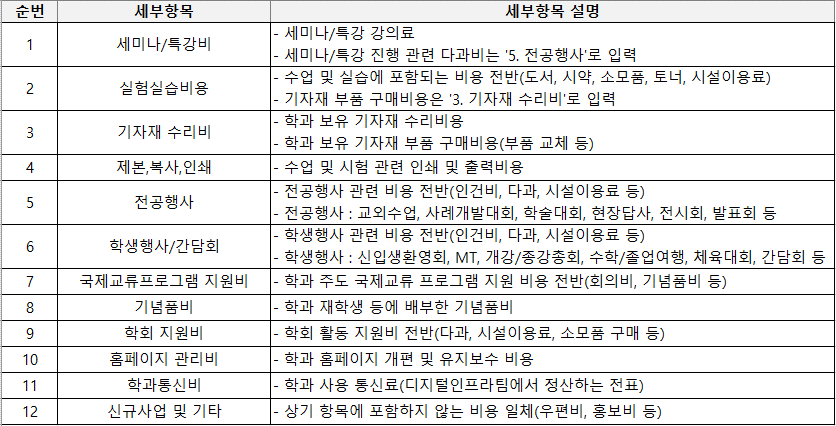 순번 세부항목 세부항목 설명
1 세미나/특강비 - 세미나/특강 강의료
- 세미나/특강 진행 관련 다과비는 '5. 전공행사'로 입력
2 실험실습비용 - 수업 및 실습에 포함되는 비용 전반(도서, 시약, 소모품, 토너, 시설이용료)
- 기자재 부품 구매비용은 '3. 기자재 수리비'로 입력
3 기자재 수리비 - 학과 보유 기자재 수리비용
- 학과 보유 기자재 부품 구매비용(부품 교체 등)
4 제본,복사,인쇄 - 수업 및 시험 관련 인쇄 및 출력비용
5 전공행사 - 전공행사 관련 비용 전반(인건비, 다과, 시설이용료 등)
- 전공행사 : 교외수업, 사례개발대회, 학술대회, 현장답사, 전시회, 발표회 등
6 학생행사/간담회 - 학생행사 관련 비용 전반(인건비, 다과, 시설이용료 등)
- 학생행사 : 신입생환영회, MT, 개강/종강총회, 수학/졸업여행, 체육대회, 간담회 등
7 국제교류프로그램 지원비 - 학과 주도 국제교류 프로그램 지원 비용 전반(회의비, 기념품비 등)
8 기념품비 - 학과 재학생 등에 배부한 기념품비
9 학회 지원비 - 학회 활동 지원비 전반(다과, 시설이용료, 소모품 구매 등)
10 홈페이지 관리비 - 학과 홈페이지 개편 및 유지보수 비용
11 학과통신비 - 학과 사용 통신료(디지털인프라팀에서 정산하는 전표)
12 신규사업 및 기타 - 상기 항목에 포함하지 않는 비용 일체(우편비, 홍보비 등)